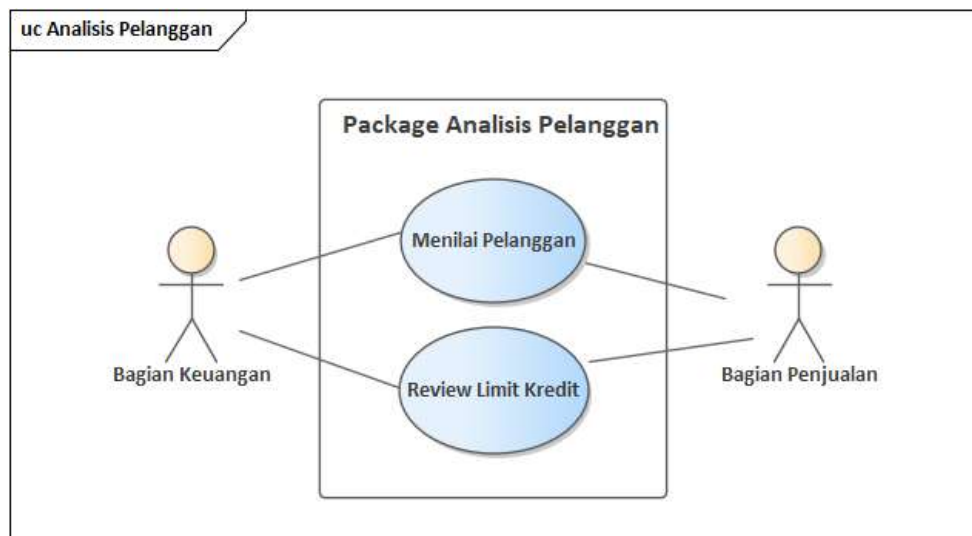 uc Analisis Pelanggan
Package Analisis Pelanggan
Menilai Pelanggan
Bagian Keuangan
Review Limit Kredit
Bagian Penjualan